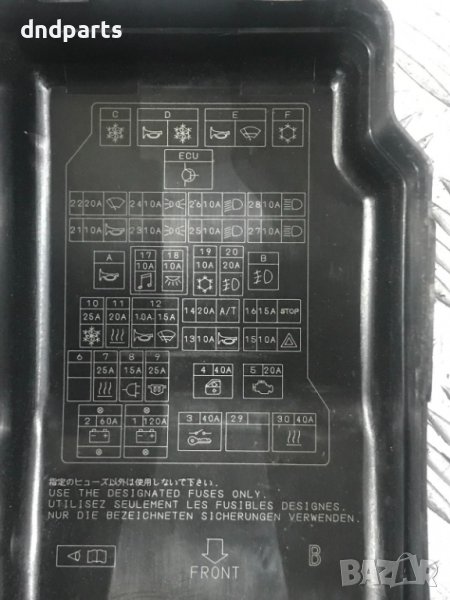 dndparts
C D E F
ECU
22 20A 24 10A 26 10A 28 10A
21 10A 23 10A 25 10A 27 10A
A 17 10A 18 10A 19 10A 20 20A B
10 25A 11 20A 12 10A 15A 14 20A A/T 16 15A STOP
13 10A 15 10A
6 7 25A 8 15A 9 25A 4 40A 5 20A
2 60A 1 120A 3 40A 29 30 40A
指定のヒューズ以外は使用しないで下さい.
USE THE DESIGNATED FUSES ONLY.
UTILISEZ SEULEMENT LES FUSIBLES DESIGNES.
NUR DIE BEZEICHNETEN SICHERUNGEN VERWENDEN.
FRONT
B
BAZAR